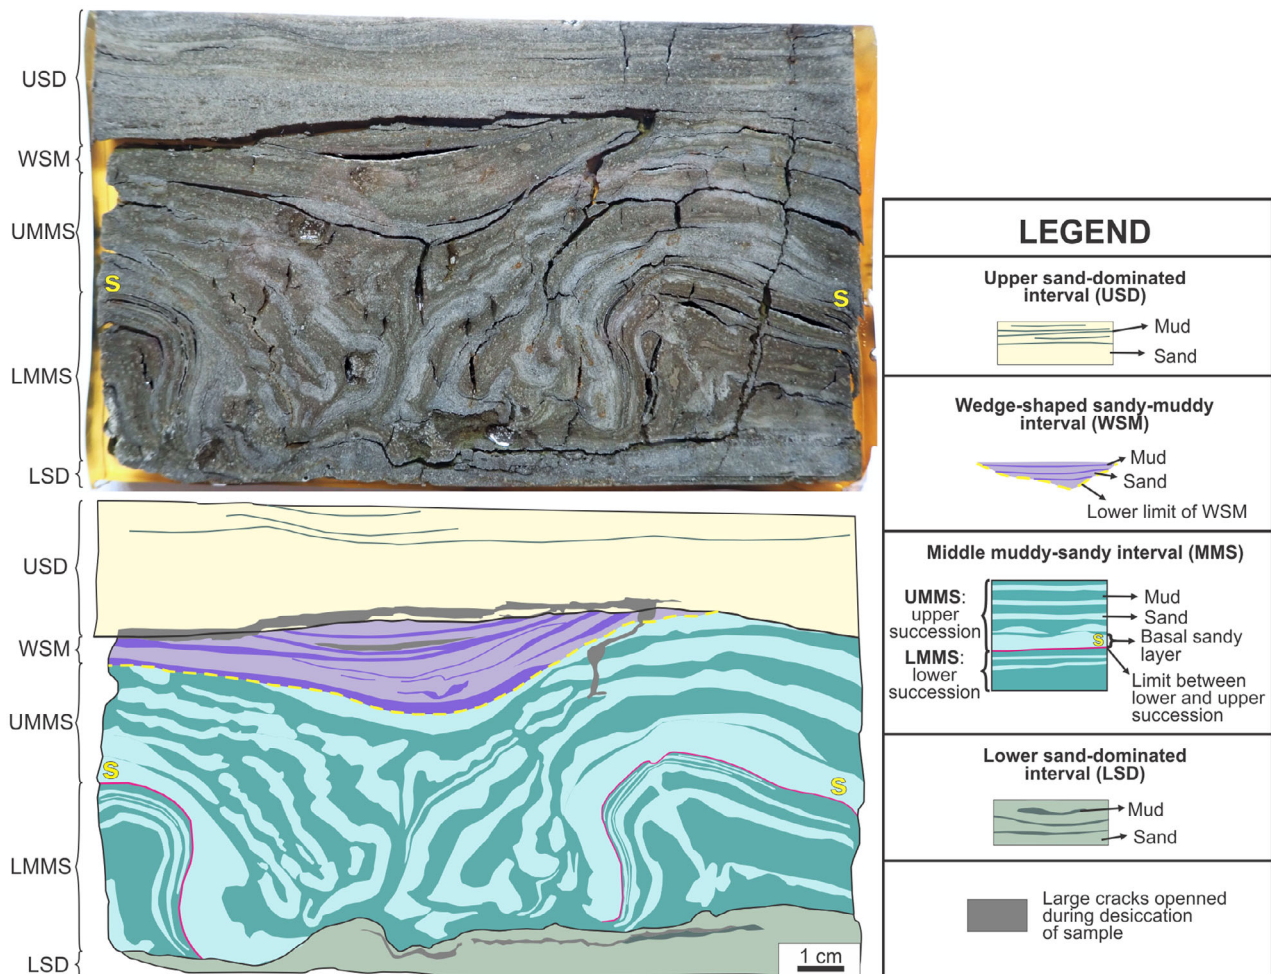 USD
WSM
UMMS
S
S
LMMS
LSD
USD
WSM
UMMS
S
S
LMMS
LSD
1 cm
LEGEND
Upper sand-dominated
interval (USD)
Mud
Sand
Wedge-shaped sandy-muddy
interval (WSM)
Mud
Sand
Lower limit of WSM
Middle muddy-sandy interval (MMS)
UMMS:
upper
succession
LMMS:
lower
succession
Mud
Sand
S
Basal sandy
layer
Limit between
lower and upper
succession
Lower sand-dominated
interval (LSD)
Mud
Sand
Large cracks openned
during desiccation
of sample